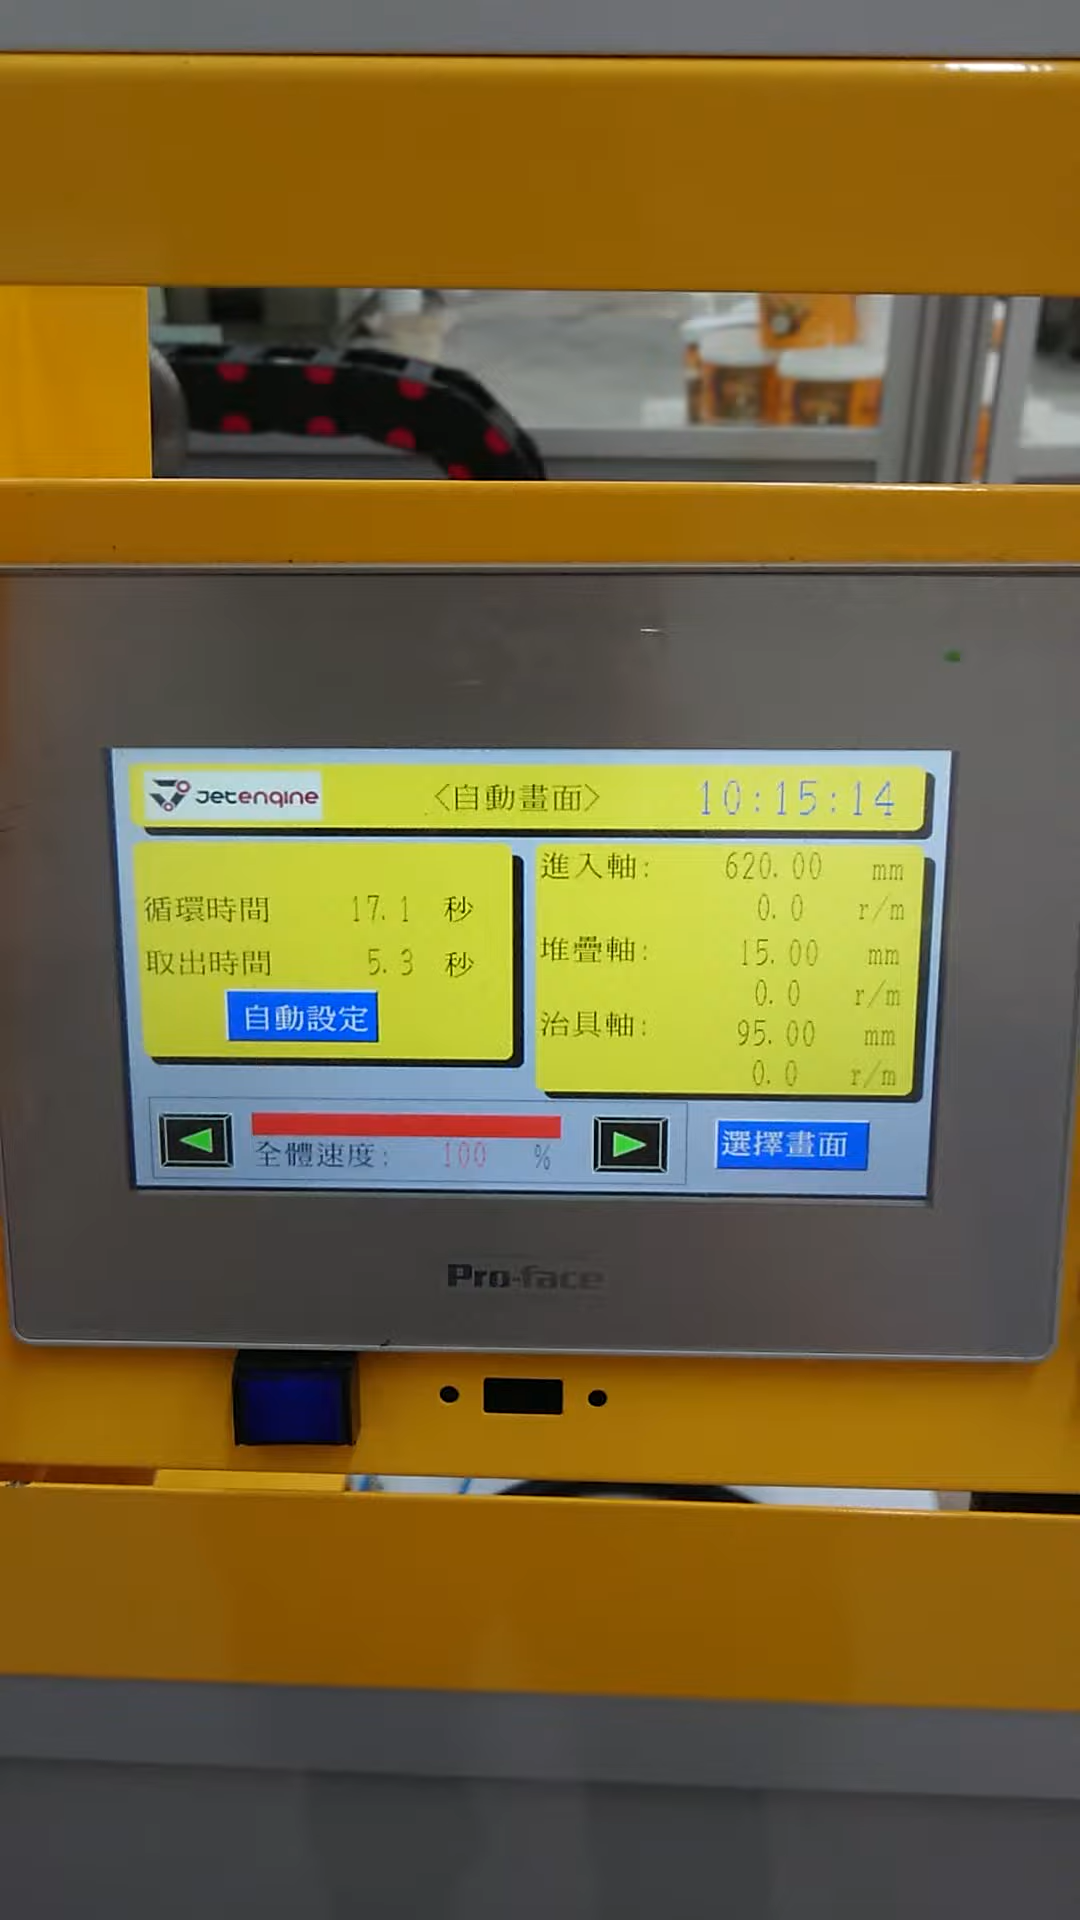 Jetengine 〈自動畫面〉 10:15:14
循環時間 17.1 秒
取出時間 5.3 秒
自動設定
進入軸: 620.00 mm
0.0 r/m
堆疊軸: 15.00 mm
0.0 r/m
治具軸: 95.00 mm
0.0 r/m
全體速度: 100 %
選擇畫面
Pro-face